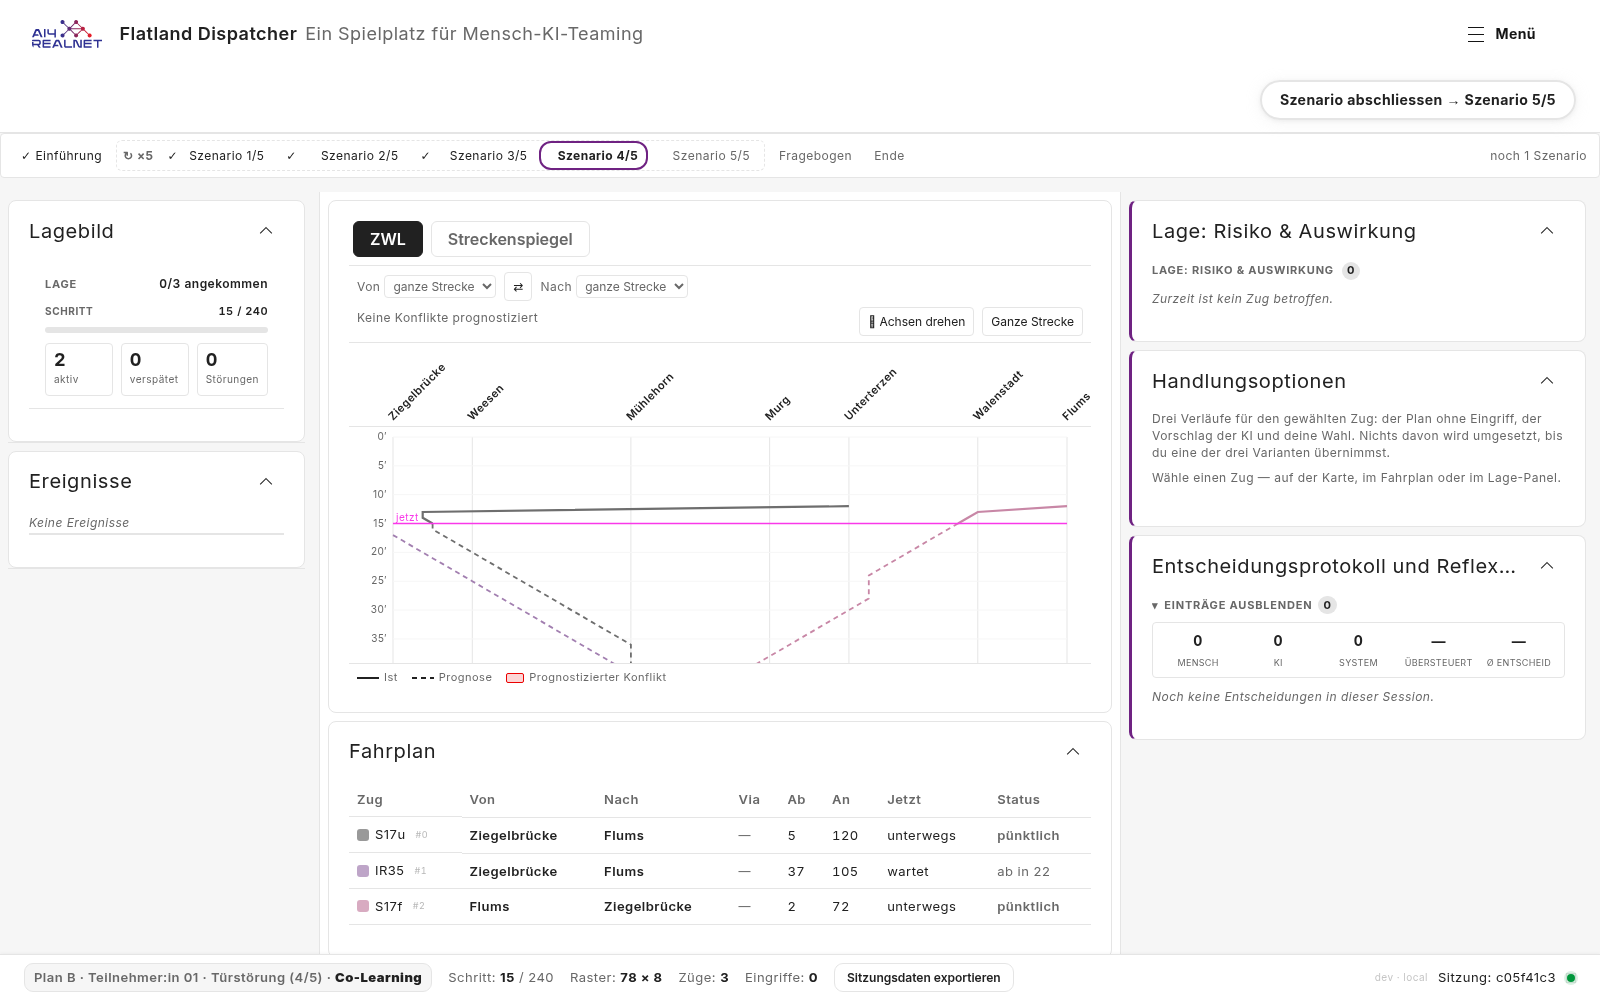 AI4
REALNET
Flatland Dispatcher Ein Spielplatz für Mensch-KI-Teaming
Menü
Szenario abschliessen → Szenario 5/5
✓ Einführung
↻ ×5
✓ Szenario 1/5
✓ Szenario 2/5
✓ Szenario 3/5
Szenario 4/5
Szenario 5/5
Fragebogen
Ende
noch 1 Szenario
Lagebild
LAGE 0/3 angekommen
SCHRITT 15 / 240
2 0 0
aktiv verspätet Störungen
Ereignisse
Keine Ereignisse
ZWL Streckenspiegel
Von ganze Strecke ⇄ Nach ganze Strecke
Keine Konflikte prognostiziert
Achsen drehen Ganze Strecke
Ziegelbrücke Weesen Mühlehorn Murg Unterterzen Walenstadt Flums
0'
5'
10'
jetzt
15'
20'
25'
30'
35'
Ist Prognose Prognostizierter Konflikt
Fahrplan
Zug Von Nach Via Ab An Jetzt Status
S17u #0 Ziegelbrücke Flums — 5 120 unterwegs pünktlich
IR35 #1 Ziegelbrücke Flums — 37 105 wartet ab in 22
S17f #2 Flums Ziegelbrücke — 2 72 unterwegs pünktlich
Lage: Risiko & Auswirkung
LAGE: RISIKO & AUSWIRKUNG 0
Zurzeit ist kein Zug betroffen.
Handlungsoptionen
Drei Verläufe für den gewählten Zug: der Plan ohne Eingriff, der
Vorschlag der KI und deine Wahl. Nichts davon wird umgesetzt, bis
du eine der drei Varianten übernimmst.
Wähle einen Zug — auf der Karte, im Fahrplan oder im Lage-Panel.
Entscheidungsprotokoll und Reflex...
▾ EINTRÄGE AUSBLENDEN 0
0 0 0 — —
MENSCH KI SYSTEM ÜBERSTEUERT Ø ENTSCHEID
Noch keine Entscheidungen in dieser Session.
Plan B · Teilnehmer:in 01 · Türstörung (4/5) · Co-Learning
Schritt: 15 / 240
Raster: 78 × 8
Züge: 3
Eingriffe: 0
Sitzungsdaten exportieren
dev · local
Sitzung: c05f41c3